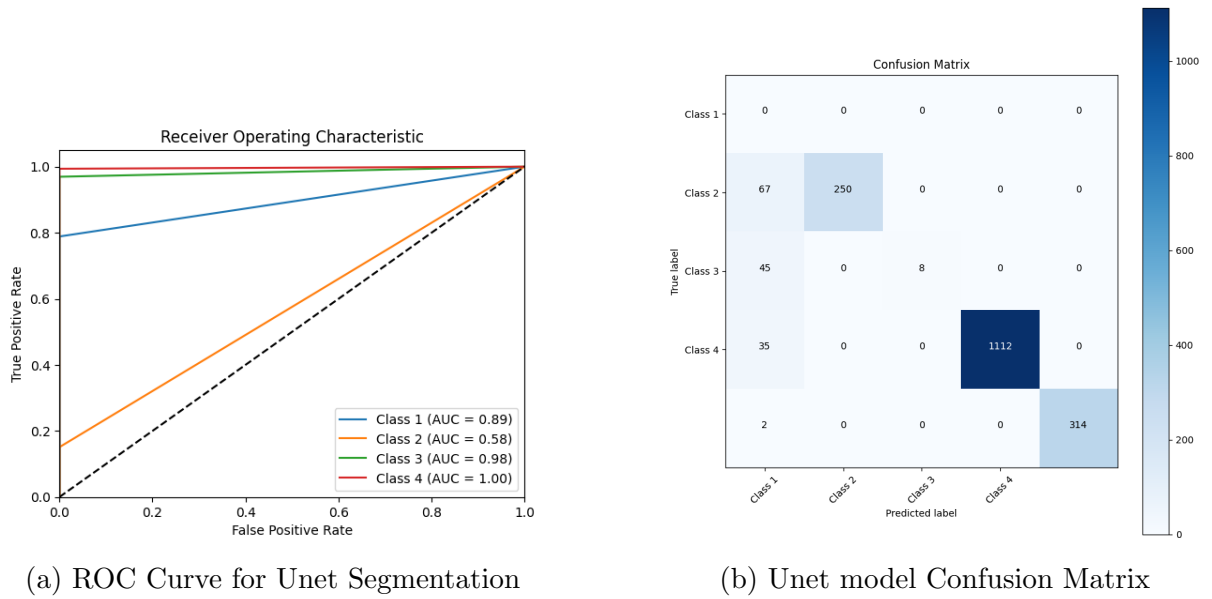 Receiver Operating Characteristic
True Positive Rate
1.0
0.8
0.6
0.4
0.2
0.0
Class 1 (AUC = 0.89)
Class 2 (AUC = 0.58)
Class 3 (AUC = 0.98)
Class 4 (AUC = 1.00)
0.0 0.2 0.4 0.6 0.8 1.0
False Positive Rate
(a) ROC Curve for Unet Segmentation
Confusion Matrix
True label
Class 1 0 0 0 0 0
Class 2 67 250 0 0 0
Class 3 45 0 8 0 0
Class 4 35 0 0 1112 0
2 0 0 0 314
Class 1 Class 2 Class 3 Class 4
Predicted label
1000
800
600
400
200
0
(b) Unet model Confusion Matrix